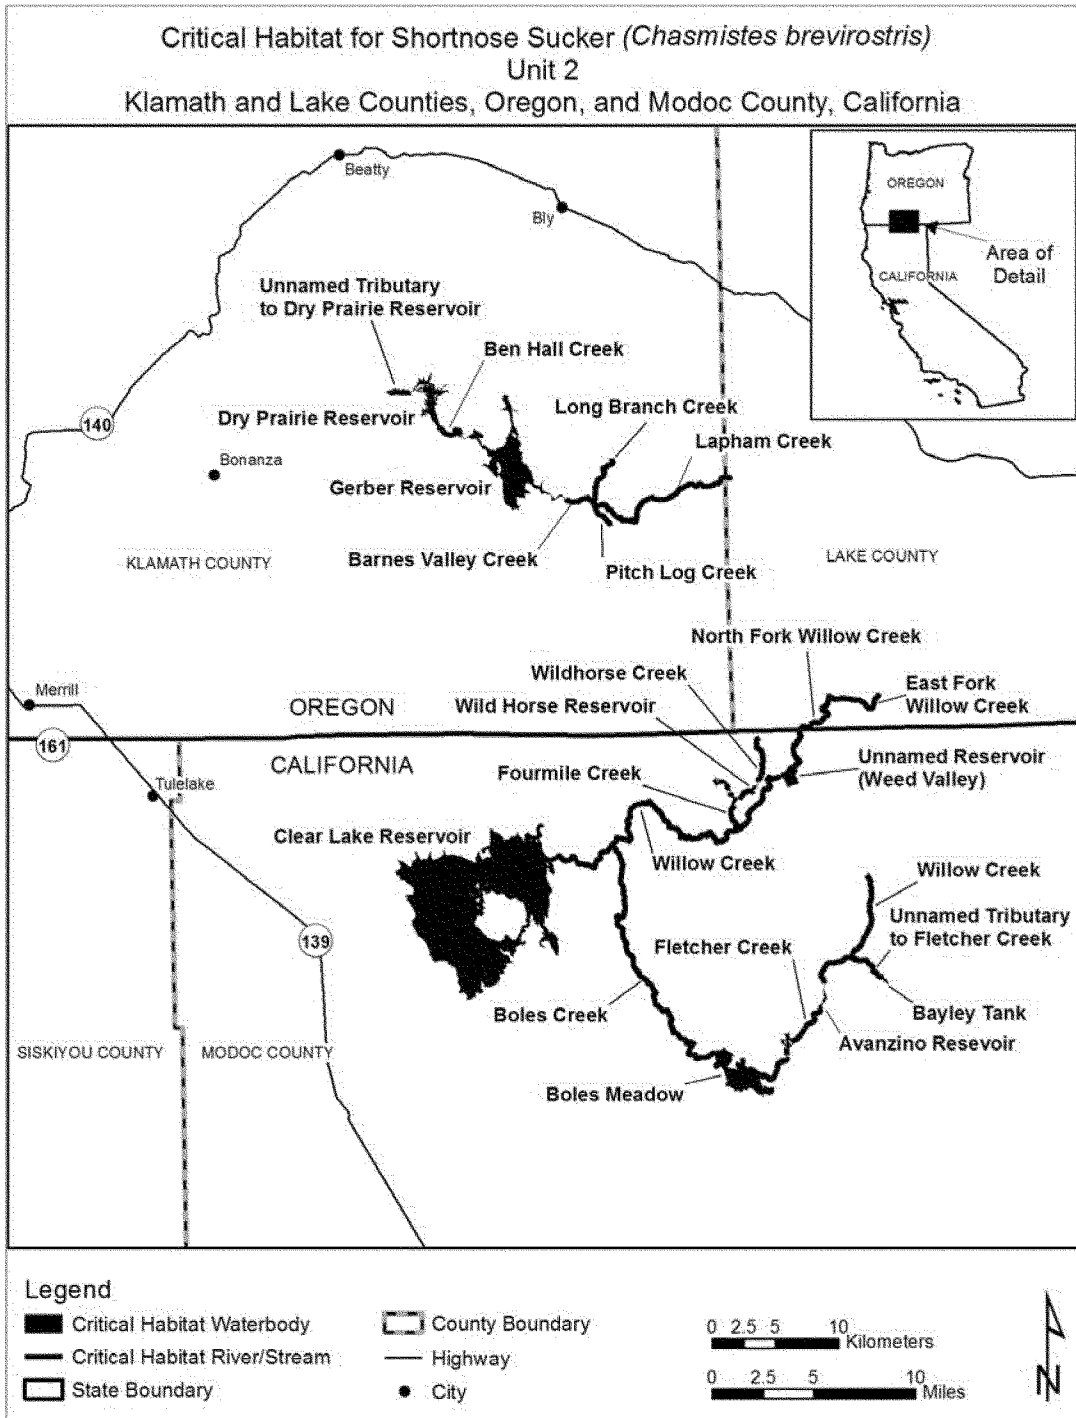 Critical Habitat for Shortnose Sucker (Chasmistes brevirostris)
Unit 2
Klamath and Lake Counties, Oregon, and Modoc County, California
Beatty
Bly
OREGON
Area of
Detail
CALIFORNIA
Unnamed Tributary
to Dry Prairie Reservoir
Ben Hall Creek
Long Branch Creek
Dry Prairie Reservoir
140
Lapham Creek
Bonanza
Gerber Reservoir
Barnes Valley Creek
Pitch Log Creek
KLAMATH COUNTY
LAKE COUNTY
North Fork Willow Creek
Wildhorse Creek
East Fork
Willow Creek
Merrill
Wild Horse Reservoir
OREGON
161
CALIFORNIA
Unnamed Reservoir
(Weed Valley)
Fourmile Creek
Tulelake
Clear Lake Reservoir
Willow Creek
Willow Creek
Unnamed Tributary
to Fletcher Creek
139
Fletcher Creek
Boles Creek
Bayley Tank
Avanzino Resevoir
SISKIYOU COUNTY
MODOC COUNTY
Boles Meadow
Legend
Critical Habitat Waterbody
Critical Habitat River/Stream
State Boundary
County Boundary
Highway
City
0 2.5 5 10
Kilometers
0 2.5 5 10
Miles
N